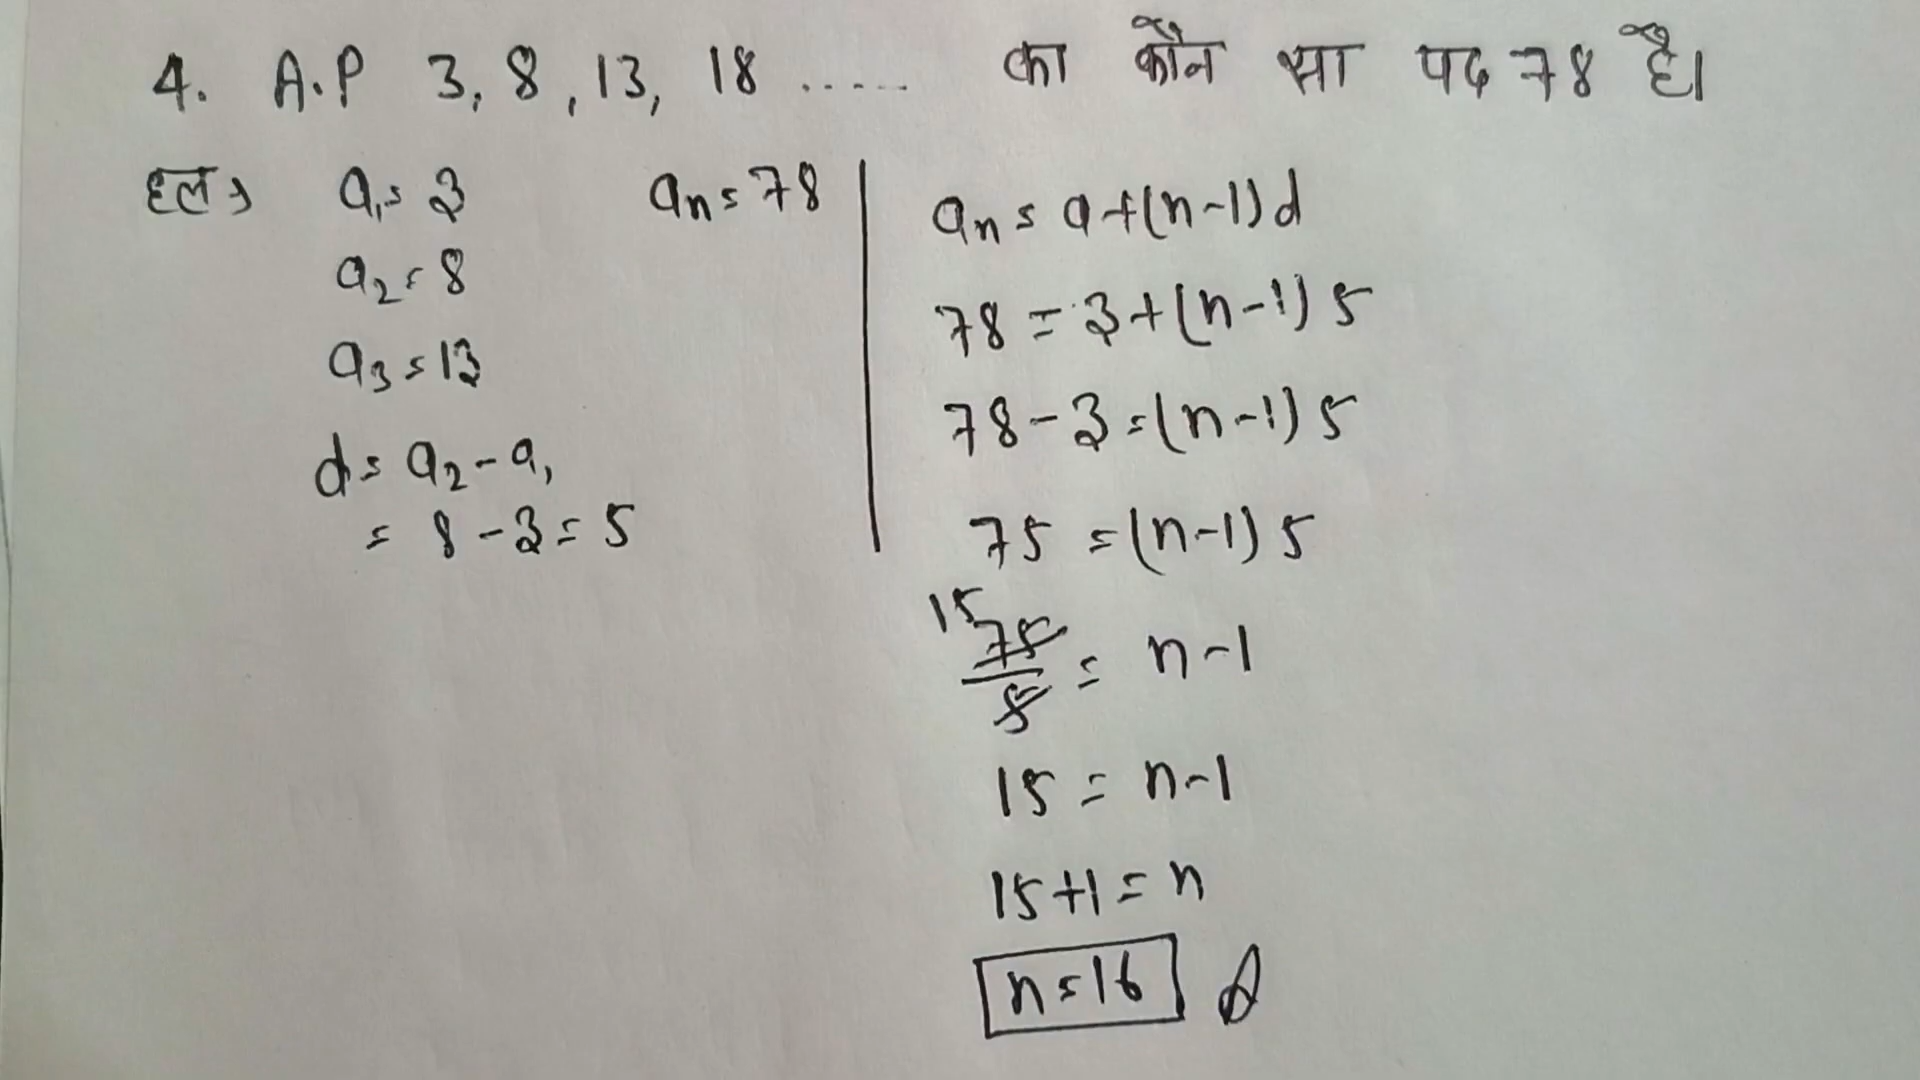 4. A.P 3, 8, 13, 18 ..... का कौन सा पद 78 है।
हल→ a₁= 3 aₙ= 78
a₂= 8
a₃= 13
d= a₂-a₁
= 8-3= 5
aₙ= a+(n-1)d
78 = 3+(n-1) 5
78-3=(n-1) 5
75 =(n-1) 5
15 75/5 = n-1
15 = n-1
15+1= n
n=16